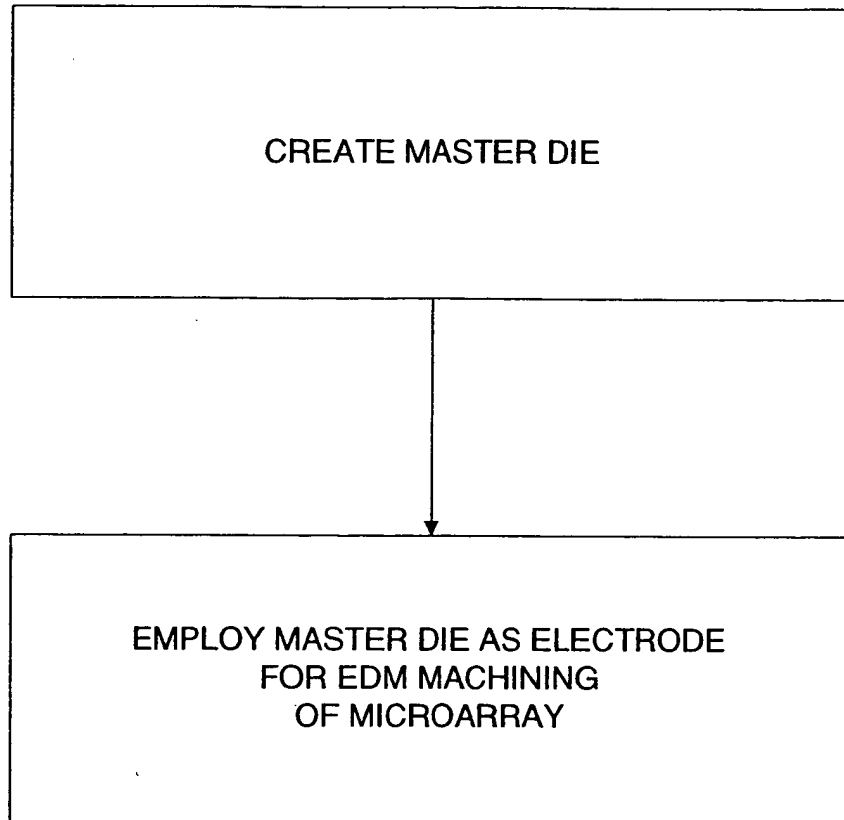 CREATE MASTER DIE
EMPLOY MASTER DIE AS ELECTRODE
FOR EDM MACHINING
OF MICROARRAY